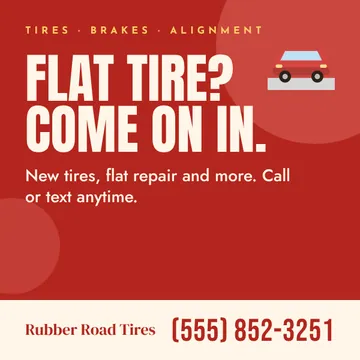 TIRES · BRAKES · ALIGNMENT
FLAT TIRE?
COME ON IN.
New tires, flat repair and more. Call
or text anytime.
Rubber Road Tires
(555) 852-3251